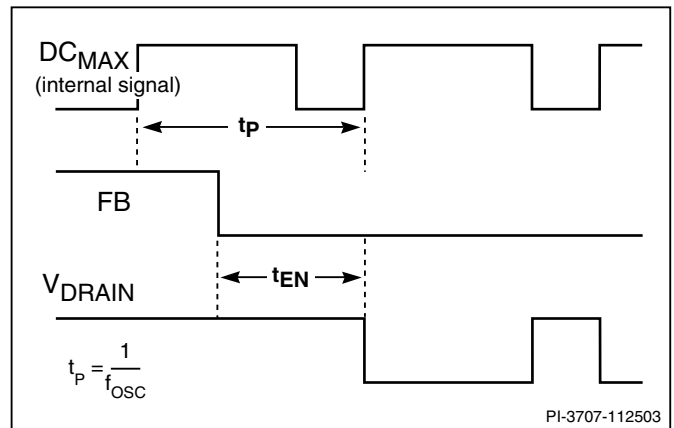 DCMAX
(internal signal)
tP
FB
tEN
VDRAIN
tP = 1/fOSC
PI-3707-112503